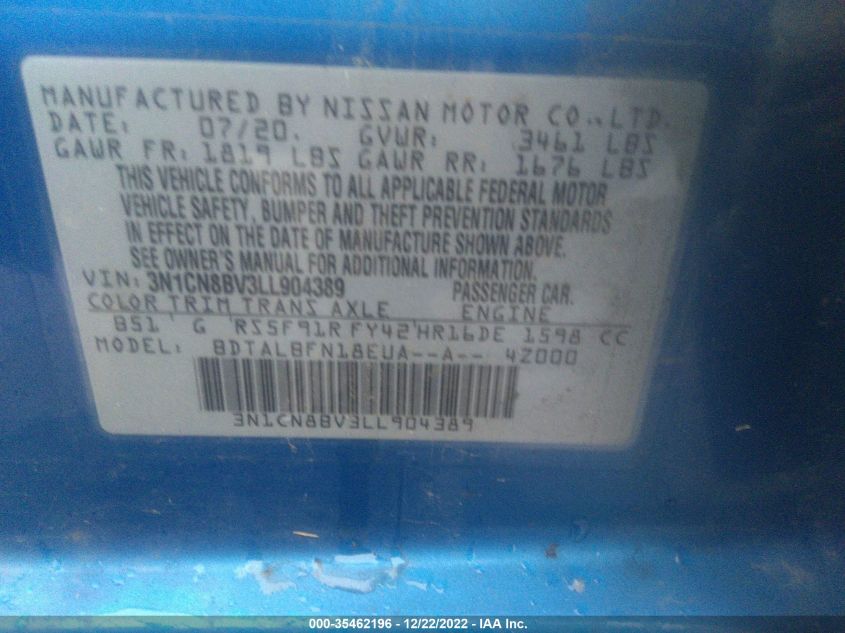 MANUFACTURED BY NISSAN MOTOR CO., LTD.
DATE: 07/20. GVWR: 3461 LBS
GAWR FR: 1819 LBS GAWR RR: 1676 LBS
THIS VEHICLE CONFORMS TO ALL APPLICABLE FEDERAL MOTOR
VEHICLE SAFETY, BUMPER AND THEFT PREVENTION STANDARDS
IN EFFECT ON THE DATE OF MANUFACTURE SHOWN ABOVE.
SEE OWNER'S MANUAL FOR ADDITIONAL INFORMATION.
VIN: 3N1CN8BV3LL904389 PASSENGER CAR.
COLOR TRIM TRANS AXLE ENGINE
B51 G RS5F91R FY42 HR16DE 1598 CC
MODEL: BDTALBFN18EUA--A-- 4Z000
3N1CN8BV3LL904389
000-35462196 - 12/22/2022 - IAA Inc.